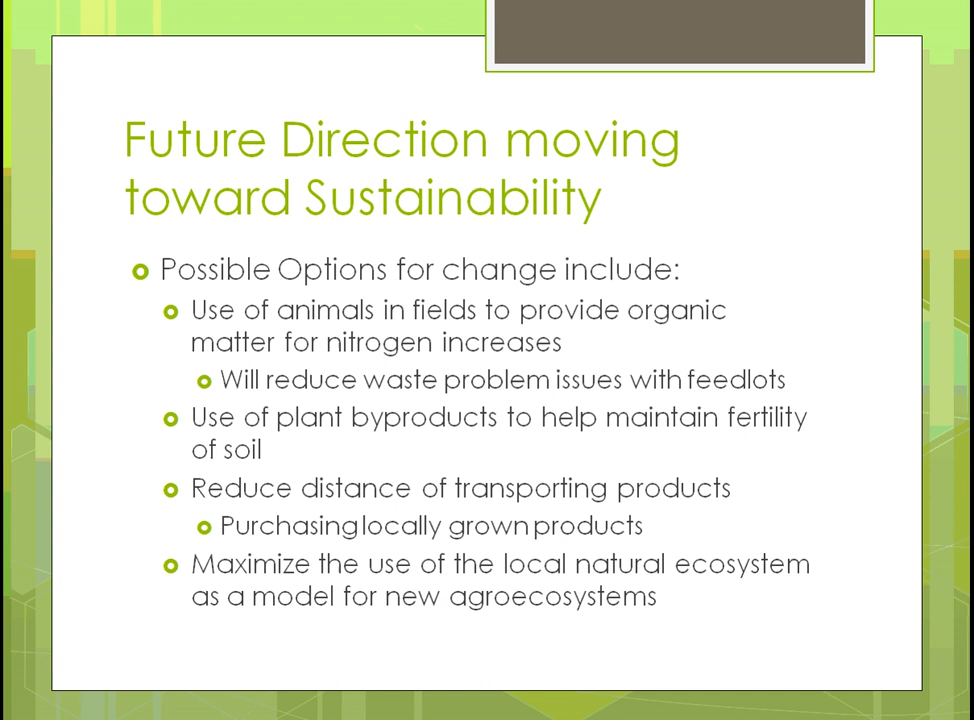 Future Direction moving
toward Sustainability
Possible Options for change include:
Use of animals in fields to provide organic
matter for nitrogen increases
Will reduce waste problem issues with feedlots
Use of plant byproducts to help maintain fertility
of soil
Reduce distance of transporting products
Purchasing locally grown products
Maximize the use of the local natural ecosystem
as a model for new agroecosystems